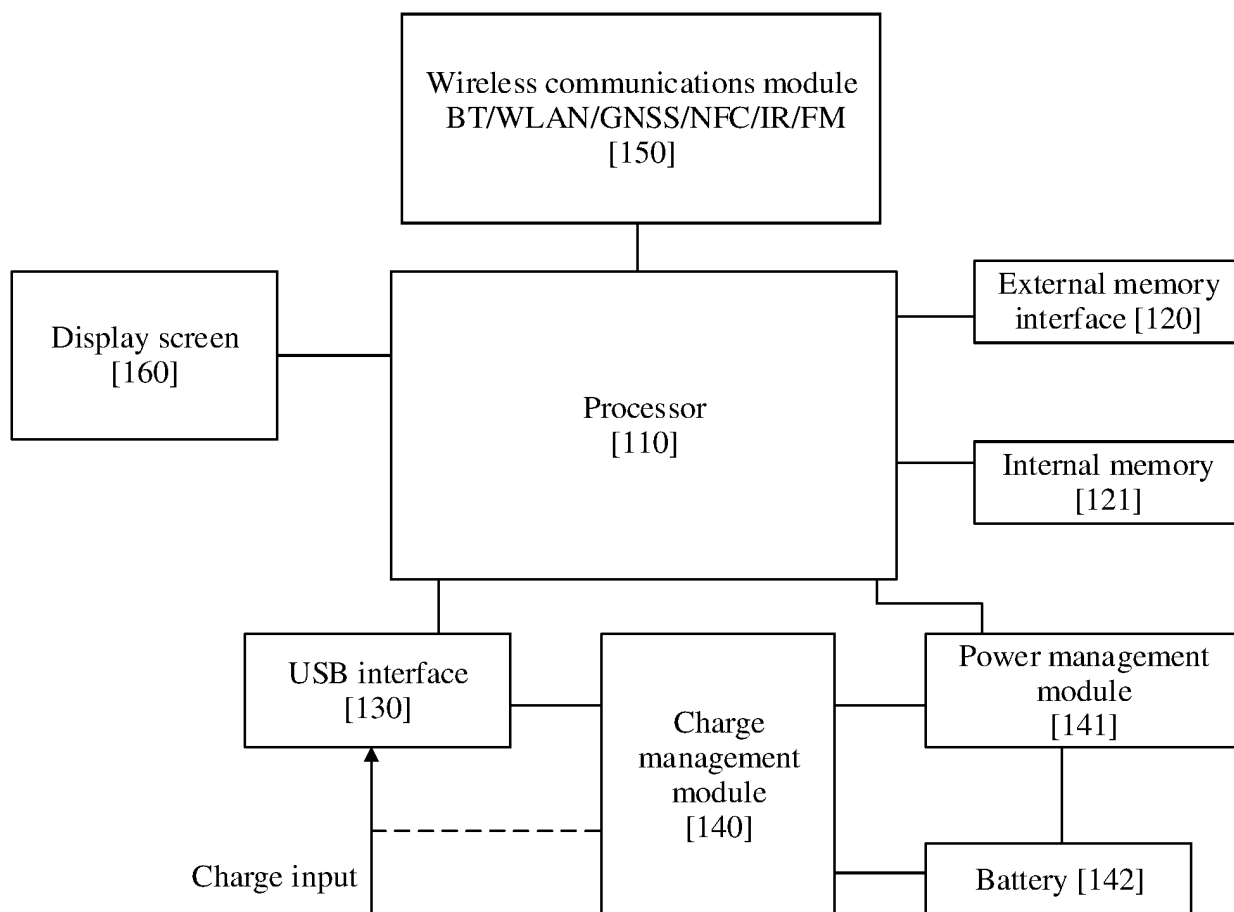 Wireless communications module
BT/WLAN/GNSS/NFC/IR/FM
[150]
Display screen
[160]
Processor
[110]
External memory
interface [120]
Internal memory
[121]
USB interface
[130]
Charge
management
module
[140]
Power management
module
[141]
Charge input
Battery [142]